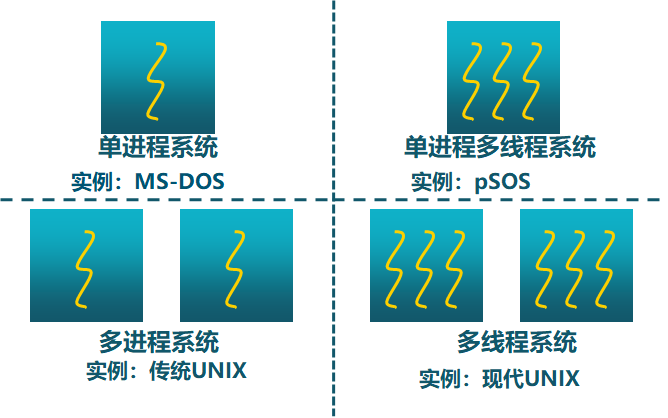 单进程系统
实例：MS-DOS
单进程多线程系统
实例：pSOS
多进程系统
实例：传统UNIX
多线程系统
实例：现代UNIX